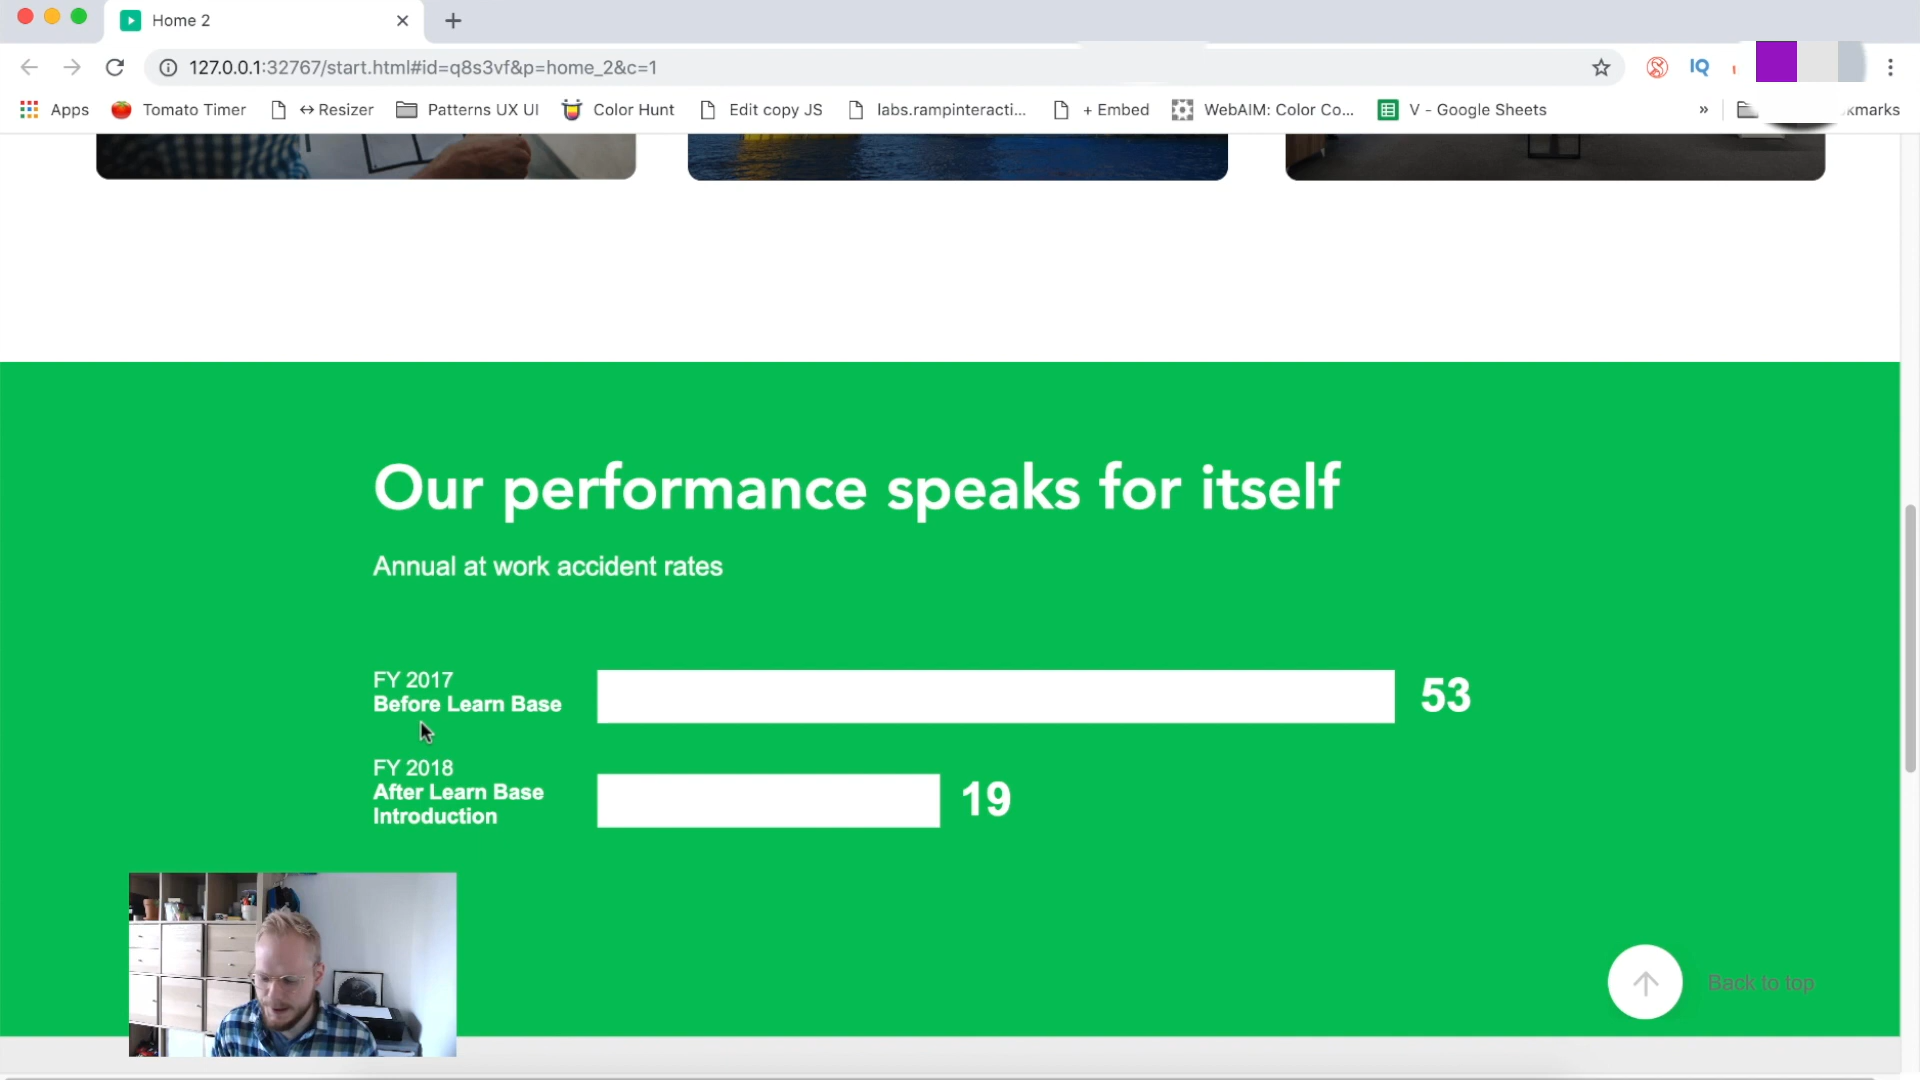 Home 2
127.0.0.1:32767/start.html#id=q8s3vf&p=home_2&c=1
IQ
Apps
Tomato Timer
↔Resizer
Patterns UX UI
Color Hunt
Edit copy JS
labs.rampinteracti...
+ Embed
WebAIM: Color Co...
V - Google Sheets
»
kmarks
Our performance speaks for itself
Annual at work accident rates
FY 2017
Before Learn Base
53
FY 2018
After Learn Base
Introduction
19
Back to top